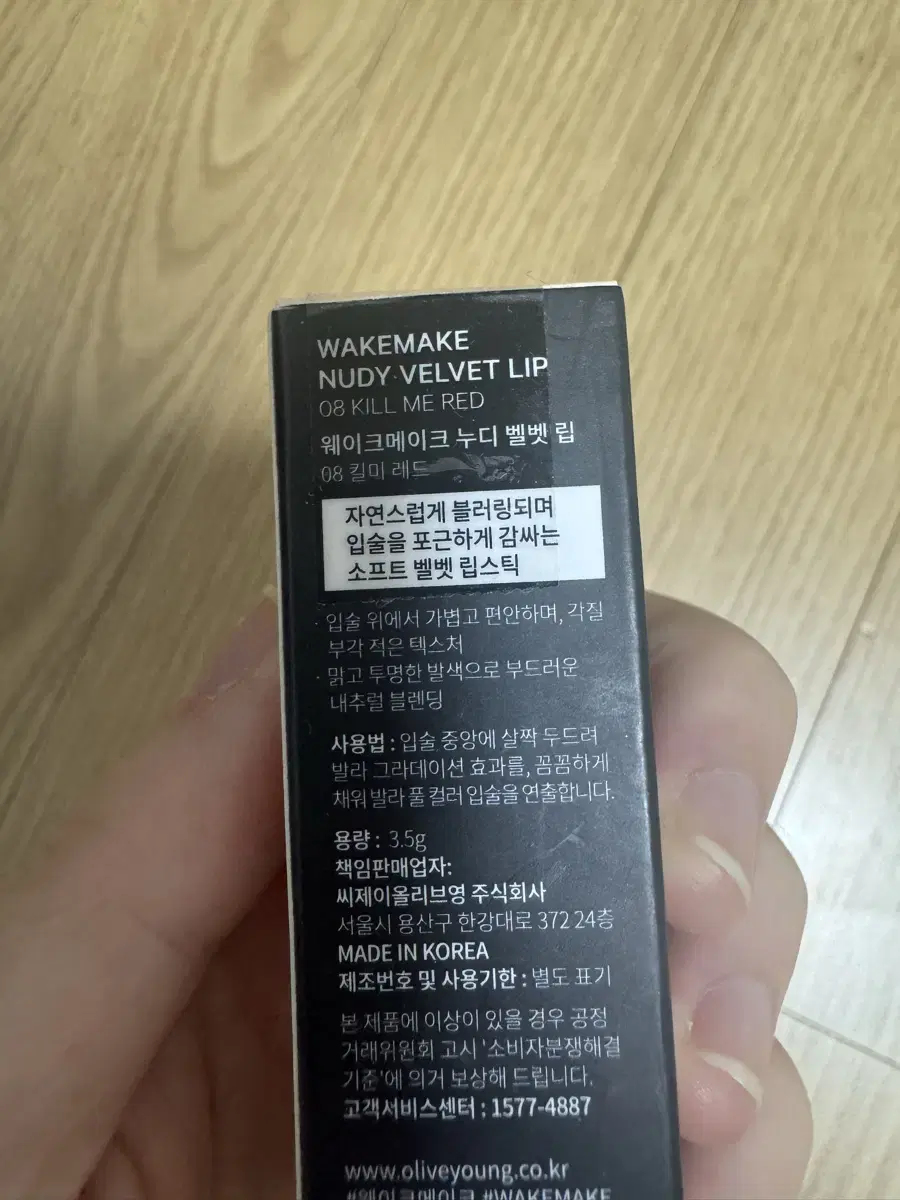 WAKEMAKE
NUDY VELVET LIP
08 KILL ME RED
웨이크메이크 누디 벨벳 립
08 킬미 레드
자연스럽게 블러링되며
입술을 포근하게 감싸는
소프트 벨벳 립스틱
· 입술 위에서 가볍고 편안하며, 각질
부각 적은 텍스처
· 맑고 투명한 발색으로 부드러운
내추럴 블렌딩
사용법 : 입술 중앙에 살짝 두드려
발라 그라데이션 효과를, 꼼꼼하게
채워 발라 풀 컬러 입술을 연출합니다.
용량 : 3.5g
책임판매업자:
씨제이올리브영 주식회사
서울시 용산구 한강대로 372 24층
MADE IN KOREA
제조번호 및 사용기한 : 별도 표기
본 제품에 이상이 있을 경우 공정
거래위원회 고시 '소비자분쟁해결
기준'에 의거 보상해 드립니다.
고객서비스센터 : 1577-4887
www.oliveyoung.co.kr
#웨이크메이크 #WAKEMAKE